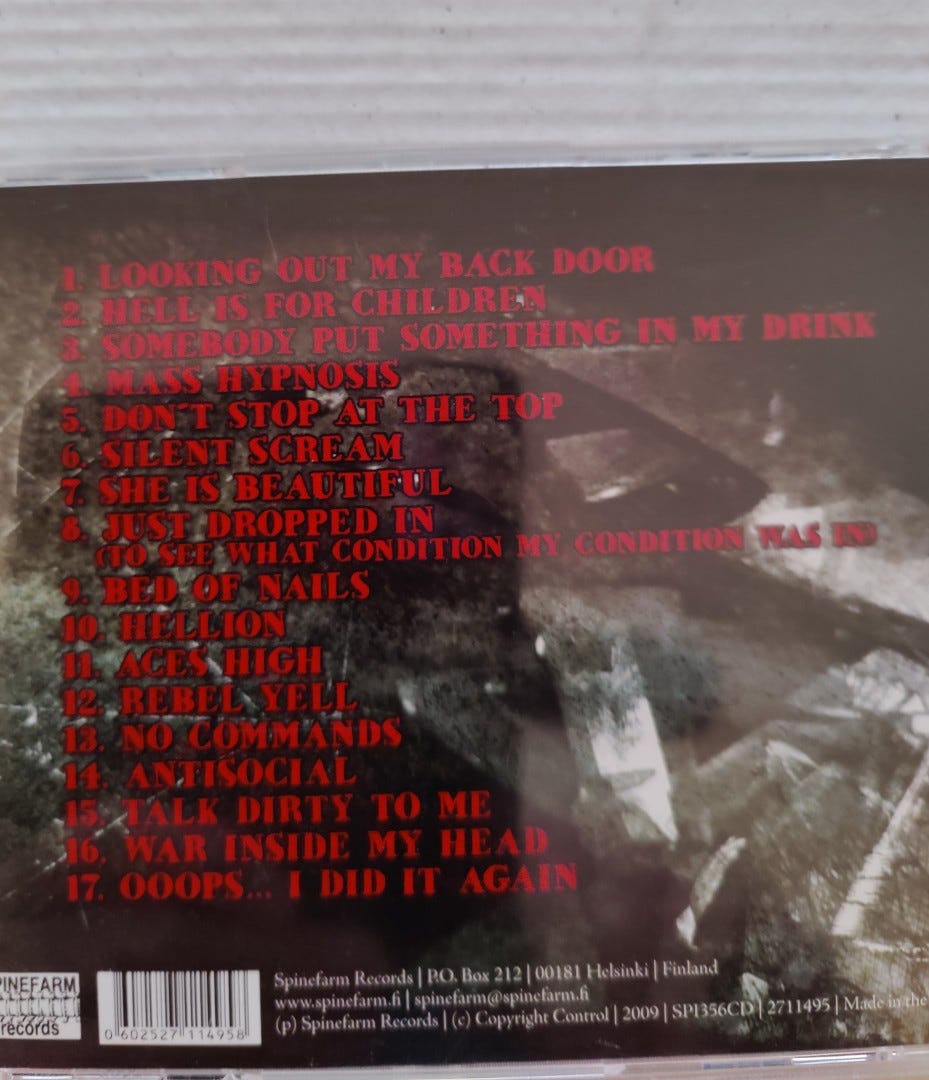 1. LOOKING OUT MY BACK DOOR
2. HELL IS FOR CHILDREN
3. SOMEBODY PUT SOMETHING IN MY DRINK
4. MASS HYPNOSIS
5. DON'T STOP AT THE TOP
6. SILENT SCREAM
7. SHE IS BEAUTIFUL
8. JUST DROPPED IN
(TO SEE WHAT CONDITION MY CONDITION WAS IN)
9. BED OF NAILS
10. HELLION
11. ACES HIGH
12. REBEL YELL
13. NO COMMANDS
14. ANTISOCIAL
15. TALK DIRTY TO ME
16. WAR INSIDE MY HEAD
17. OOOPS... I DID IT AGAIN
SPINEFARM
records
0 602527 114958
Spinefarm Records | P.O. Box 212 | 00181 Helsinki | Finland
www.spinefarm.fi | spinefarm@spinefarm.fi
(p) Spinefarm Records | (c) Copyright Control | 2009 | SPI356CD | 2711495 | Made in the